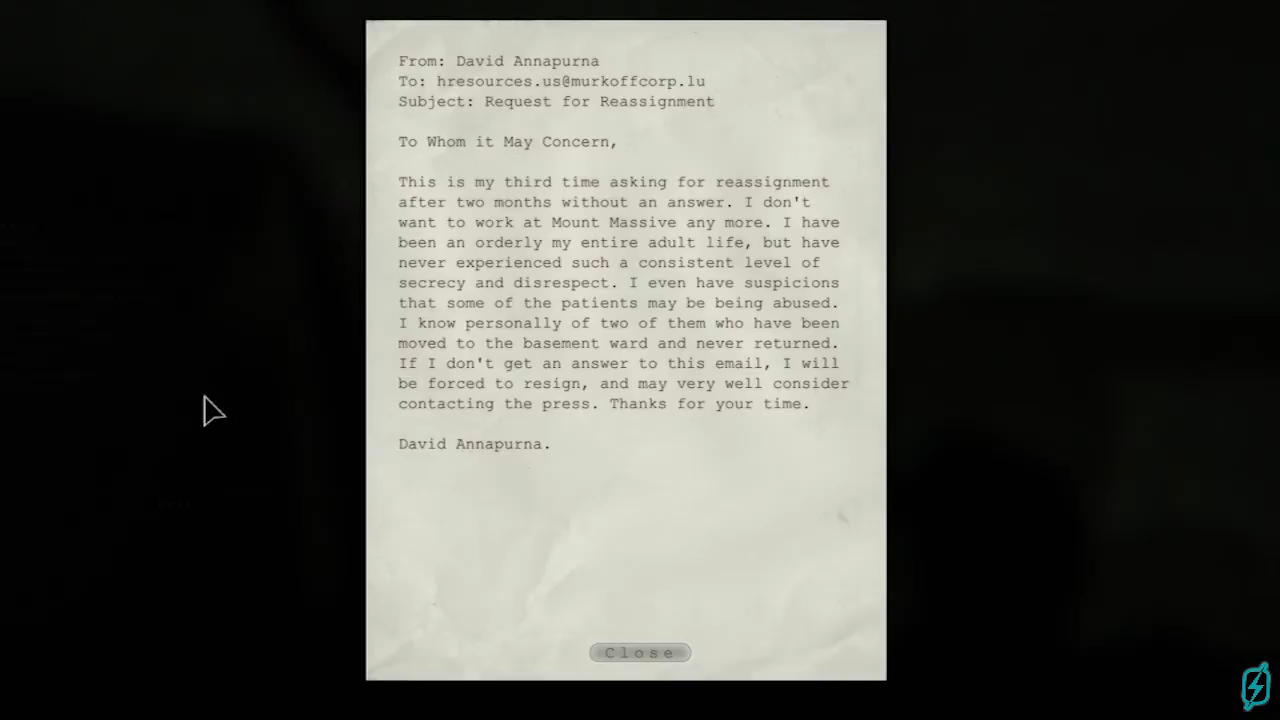 From: David Annapurna
To: hresources.us@murkoffcorp.lu
Subject: Request for Reassignment
To Whom it May Concern,
This is my third time asking for reassignment
after two months without an answer. I don't
want to work at Mount Massive any more. I have
been an orderly my entire adult life, but have
never experienced such a consistent level of
secrecy and disrespect. I even have suspicions
that some of the patients may be being abused.
I know personally of two of them who have been
moved to the basement ward and never returned.
If I don't get an answer to this email, I will
be forced to resign, and may very well consider
contacting the press. Thanks for your time.
David Annapurna.
Close